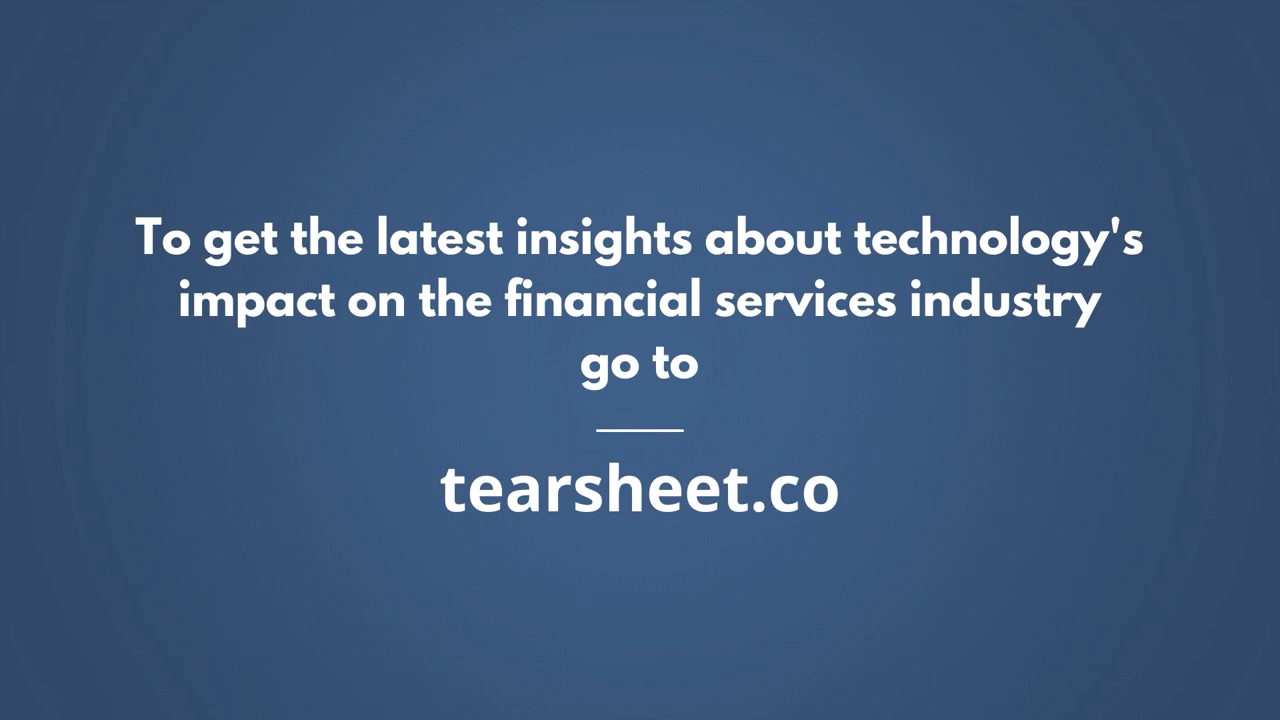 To get the latest insights about technology's
impact on the financial services industry
go to
tearsheet.co